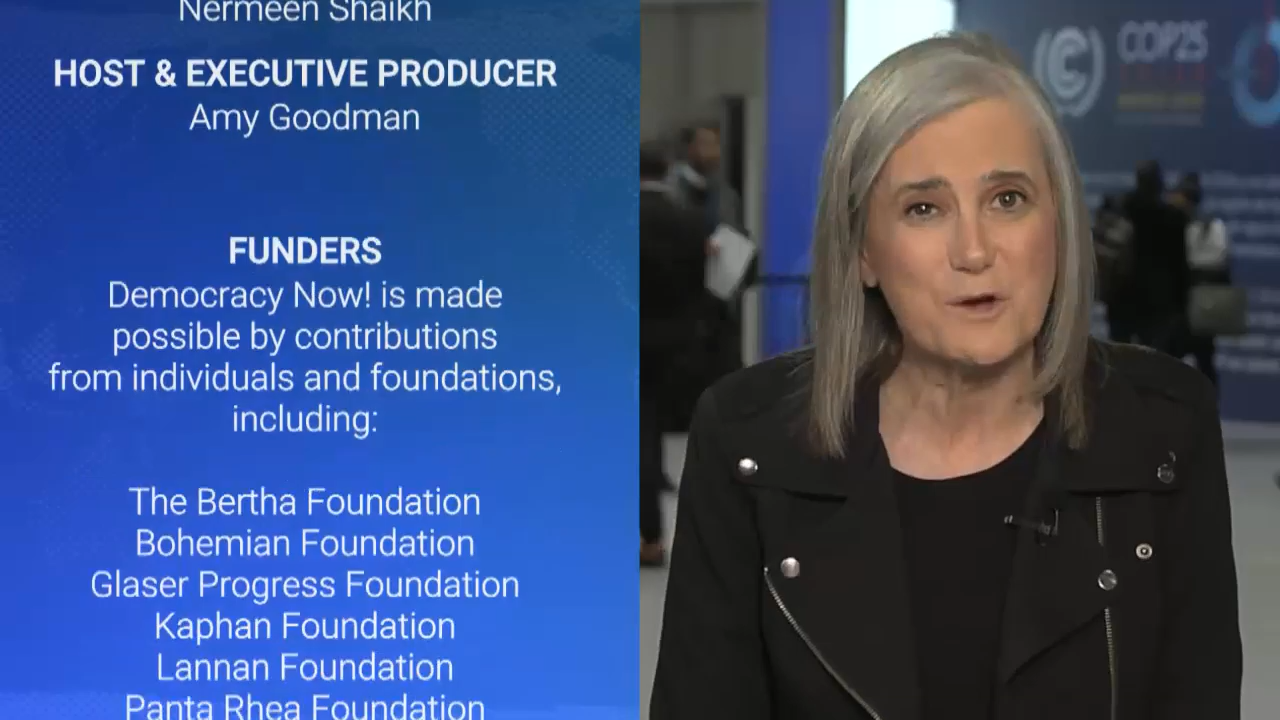 Nermeen Shaikh
HOST & EXECUTIVE PRODUCER
Amy Goodman
FUNDERS
Democracy Now! is made
possible by contributions
from individuals and foundations,
including:
The Bertha Foundation
Bohemian Foundation
Glaser Progress Foundation
Kaphan Foundation
Lannan Foundation
Panta Rhea Foundation
COP25